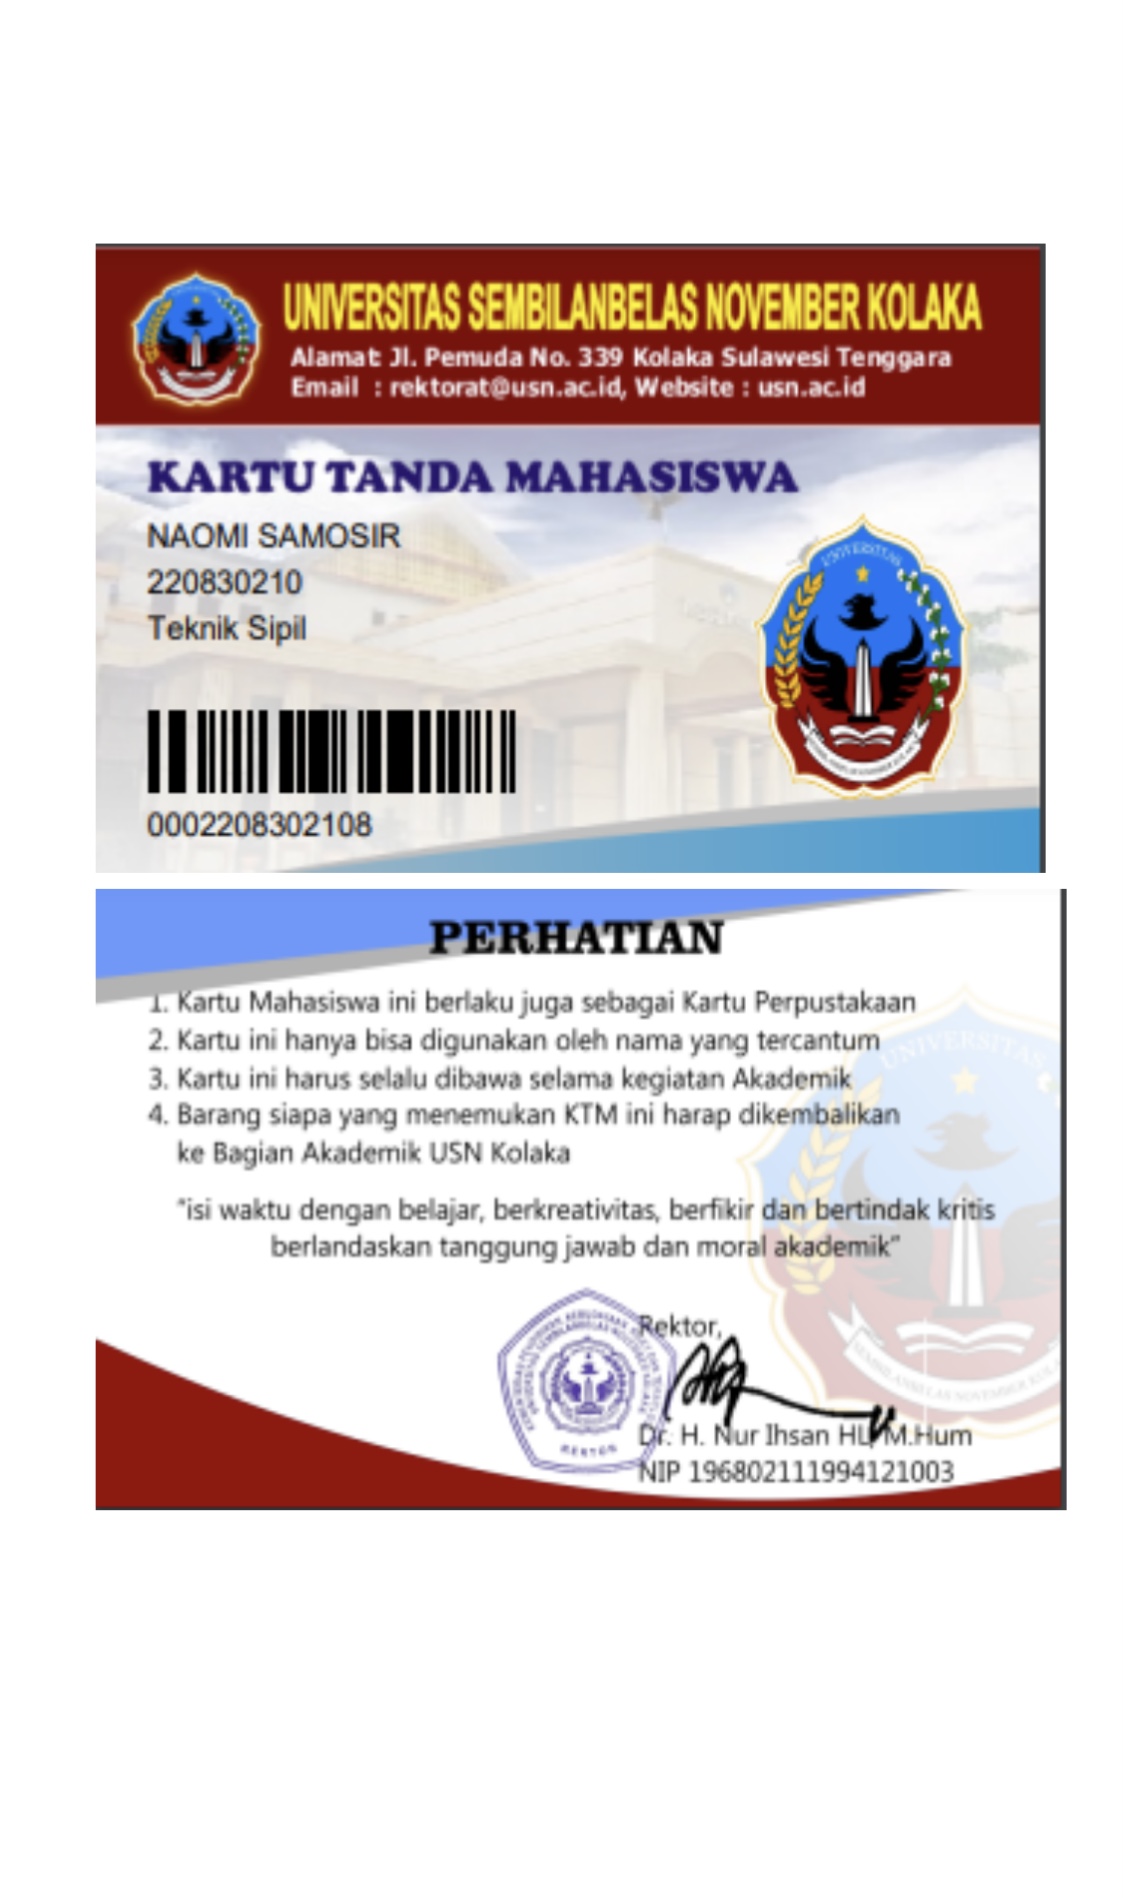 UNIVERSITAS SEMBILANBELAS NOVEMBER KOLAKA
Alamat: Jl. Pemuda No. 339 Kolaka Sulawesi Tenggara
Email : rektorat@usn.ac.id, Website : usn.ac.id
KARTU TANDA MAHASISWA
NAOMI SAMOSIR
220830210
Teknik Sipil
UNIVERSITAS
0002208302108
PERHATIAN
1. Kartu Mahasiswa ini berlaku juga sebagai Kartu Perpustakaan
2. Kartu ini hanya bisa digunakan oleh nama yang tercantum
3. Kartu ini harus selalu dibawa selama kegiatan Akademik
4. Barang siapa yang menemukan KTM ini harap dikembalikan
ke Bagian Akademik USN Kolaka
"isi waktu dengan belajar, berkreativitas, berfikir dan bertindak kritis
berlandaskan tanggung jawab dan moral akademik"
UNIVERSITAS
SEMBILANBELAS NOVEMBER
Rektor,
REKTOR
Dr. H. Nur Ihsan HL, M.Hum
NIP 196802111994121003